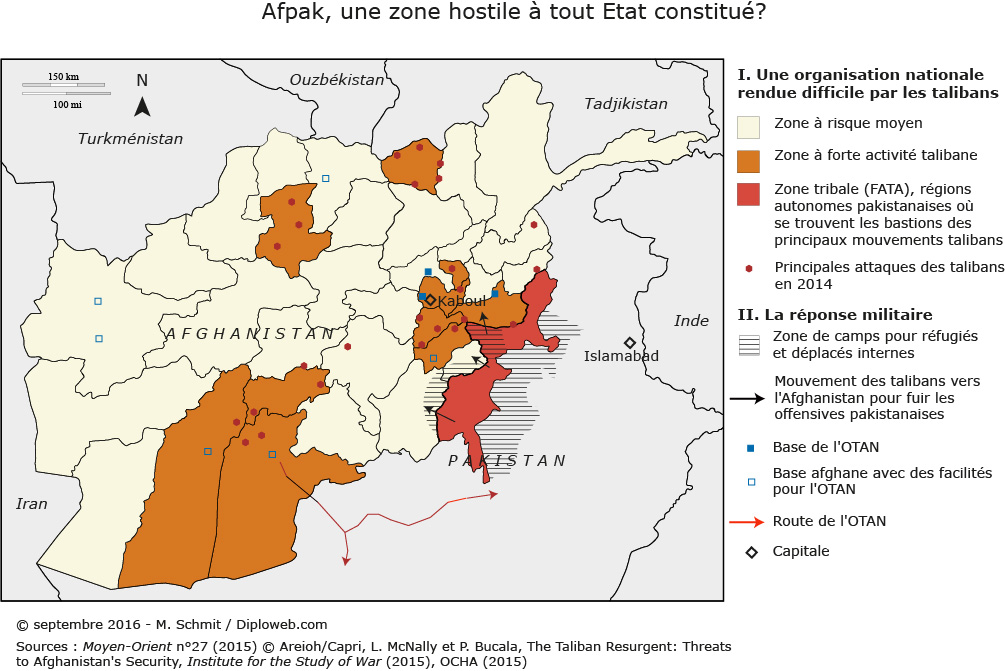 Afpak, une zone hostile à tout Etat constitué?
150 km
100 mi
N
Ouzbékistan
Tadjikistan
Turkménistan
Kaboul
AFGHANISTAN
Inde
Islamabad
PAKISTAN
Iran
I. Une organisation nationale
rendue difficile par les talibans
Zone à risque moyen
Zone à forte activité talibane
Zone tribale (FATA), régions
autonomes pakistanaises où
se trouvent les bastions des
principaux mouvements talibans
Principales attaques des talibans
en 2014
II. La réponse militaire
Zone de camps pour réfugiés
et déplacés internes
Mouvement des talibans vers
l'Afghanistan pour fuir les
offensives pakistanaises
Base de l'OTAN
Base afghane avec des facilités
pour l'OTAN
Route de l'OTAN
Capitale
© septembre 2016 - M. Schmit / Diploweb.com
Sources : Moyen-Orient n°27 (2015) © Areioh/Capri, L. McNally et P. Bucala, The Taliban Resurgent: Threats
to Afghanistan's Security, Institute for the Study of War (2015), OCHA (2015)